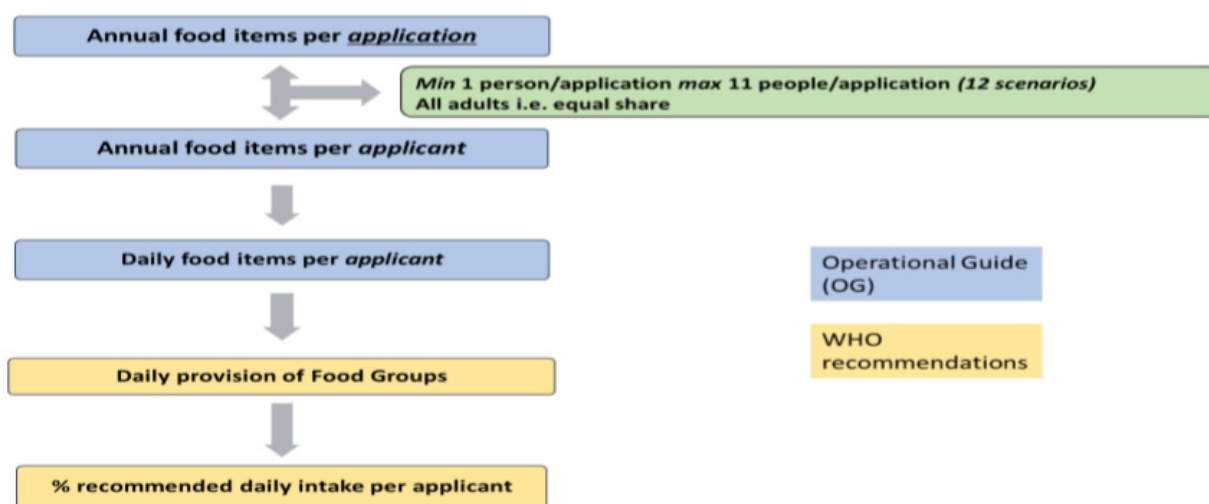 Annual food items per application
Min 1 person/application max 11 people/application (12 scenarios)
All adults i.e. equal share
Annual food items per applicant
Daily food items per applicant
Operational Guide
(OG)
WHO
recommendations
Daily provision of Food Groups
% recommended daily intake per applicant